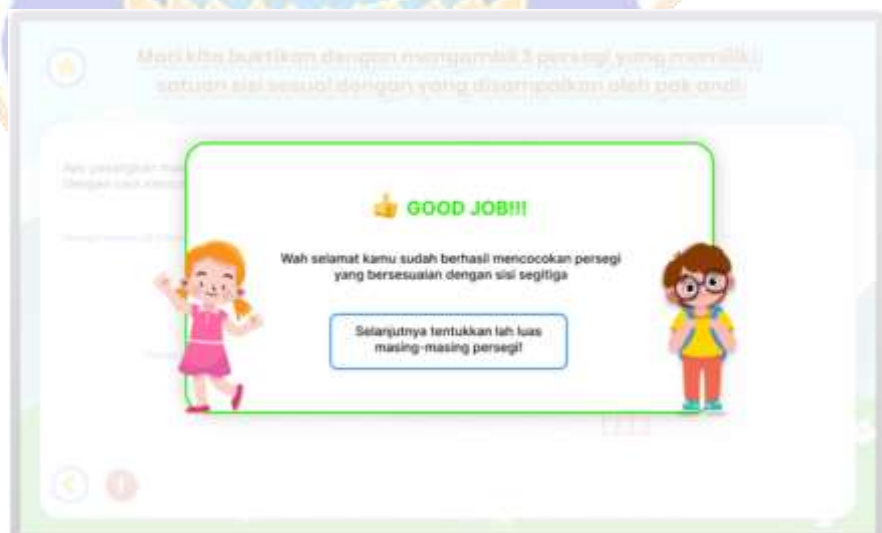 Mari kita buktikan dengan mengambil 3 persegi yang memiliki
satuan sisi sesuai dengan yang disampaikan oleh pak andi
GOOD JOB!!!
Wah selamat kamu sudah berhasil mencocokan persegi
yang bersesuaian dengan sisi segitiga
Selanjutnya tentukkan lah luas
masing-masing persegi!